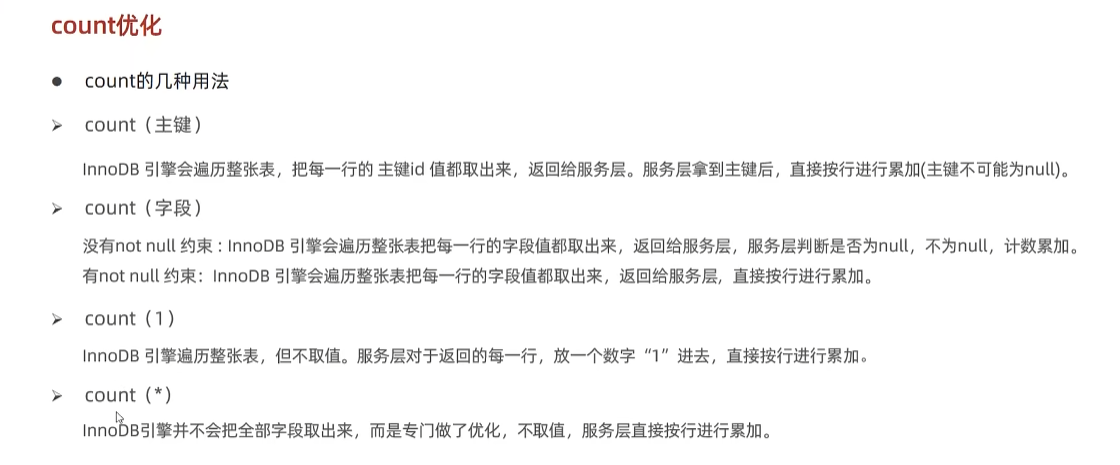 count优化
● count的几种用法
➢ count（主键）
InnoDB 引擎会遍历整张表，把每一行的 主键id 值都取出来，返回给服务层。服务层拿到主键后，直接按行进行累加(主键不可能为null)。
➢ count（字段）
没有not null 约束 : InnoDB 引擎会遍历整张表把每一行的字段值都取出来，返回给服务层，服务层判断是否为null，不为null，计数累加。
有not null 约束：InnoDB 引擎会遍历整张表把每一行的字段值都取出来，返回给服务层，直接按行进行累加。
➢ count（1）
InnoDB 引擎遍历整张表，但不取值。服务层对于返回的每一行，放一个数字“1”进去，直接按行进行累加。
➢ count（*）
InnoDB引擎并不会把全部字段取出来，而是专门做了优化，不取值，服务层直接按行进行累加。